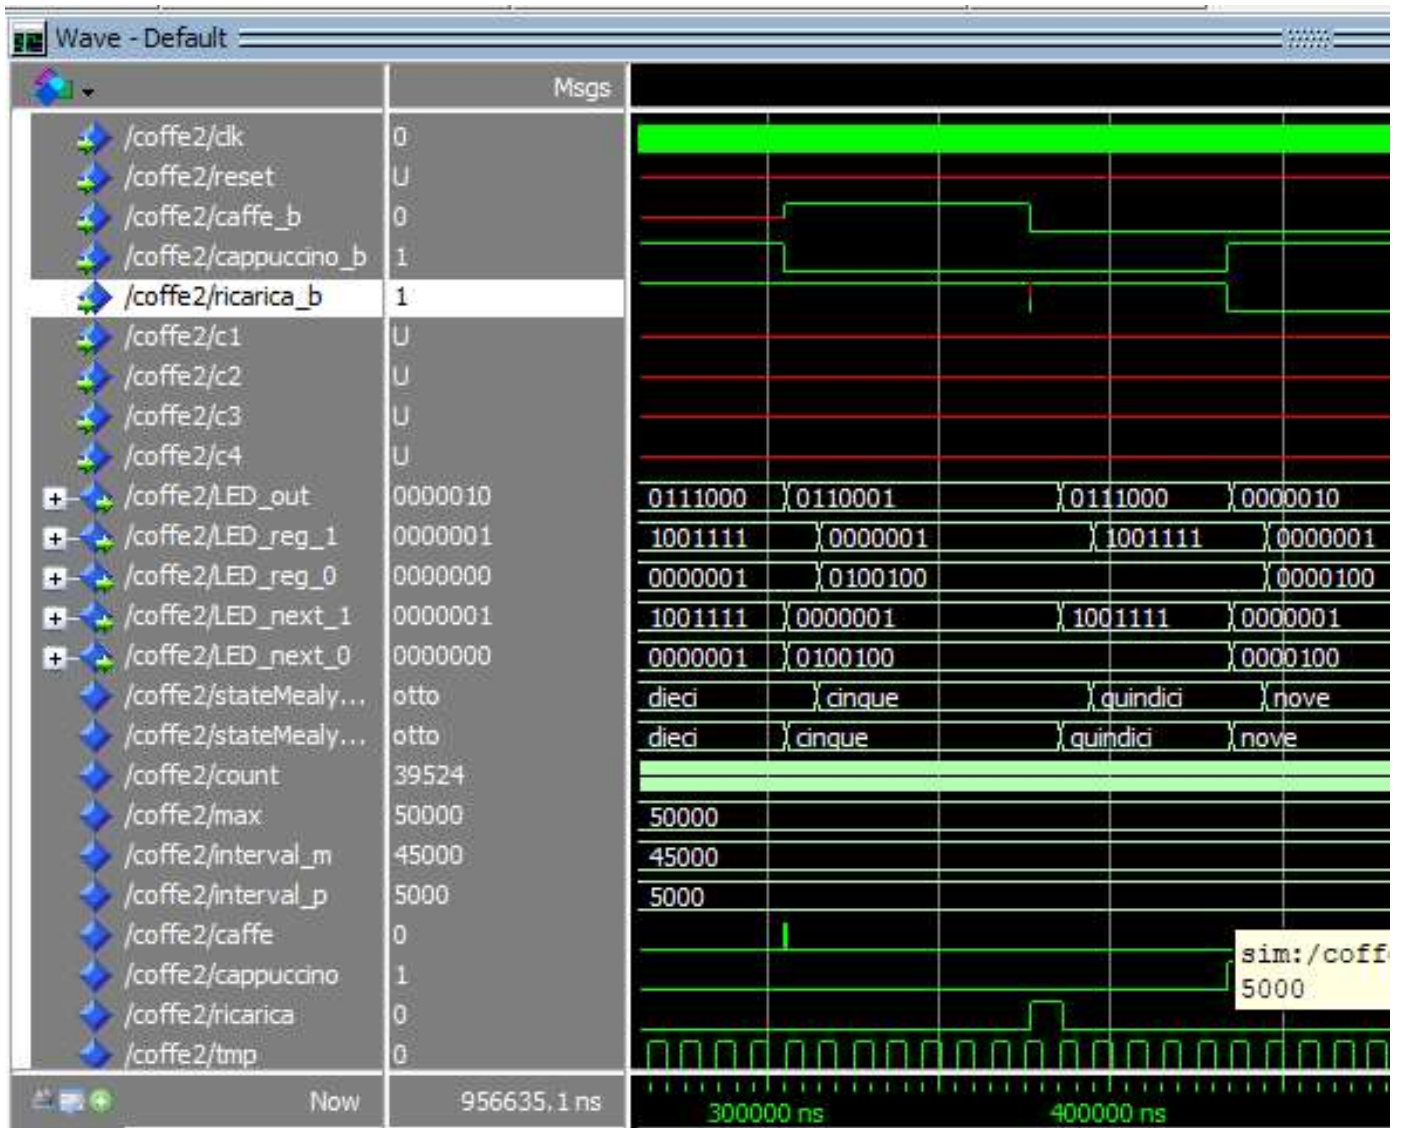 Wave - Default
Msgs
/coffe2/clk 0
/coffe2/reset U
/coffe2/caffe_b 0
/coffe2/cappuccino_b 1
/coffe2/ricarica_b 1
/coffe2/c1 U
/coffe2/c2 U
/coffe2/c3 U
/coffe2/c4 U
/coffe2/LED_out 0000010 0111000 0110001 0111000 0000010
/coffe2/LED_reg_1 0000001 1001111 0000001 1001111 0000001
/coffe2/LED_reg_0 0000000 0000001 0100100 0000100
/coffe2/LED_next_1 0000001 1001111 0000001 1001111 0000001
/coffe2/LED_next_0 0000000 0000001 0100100 0000100
/coffe2/stateMealy... otto dieci cinque quindici nove
/coffe2/stateMealy... otto dieci cinque quindici nove
/coffe2/count 39524
/coffe2/max 50000 50000
/coffe2/interval_m 45000 45000
/coffe2/interval_p 5000 5000
/coffe2/caffe 0
/coffe2/cappuccino 1
sim:/coff
5000
/coffe2/ricarica 0
/coffe2/tmp 0
Now 956635.1 ns 300000 ns 400000 ns